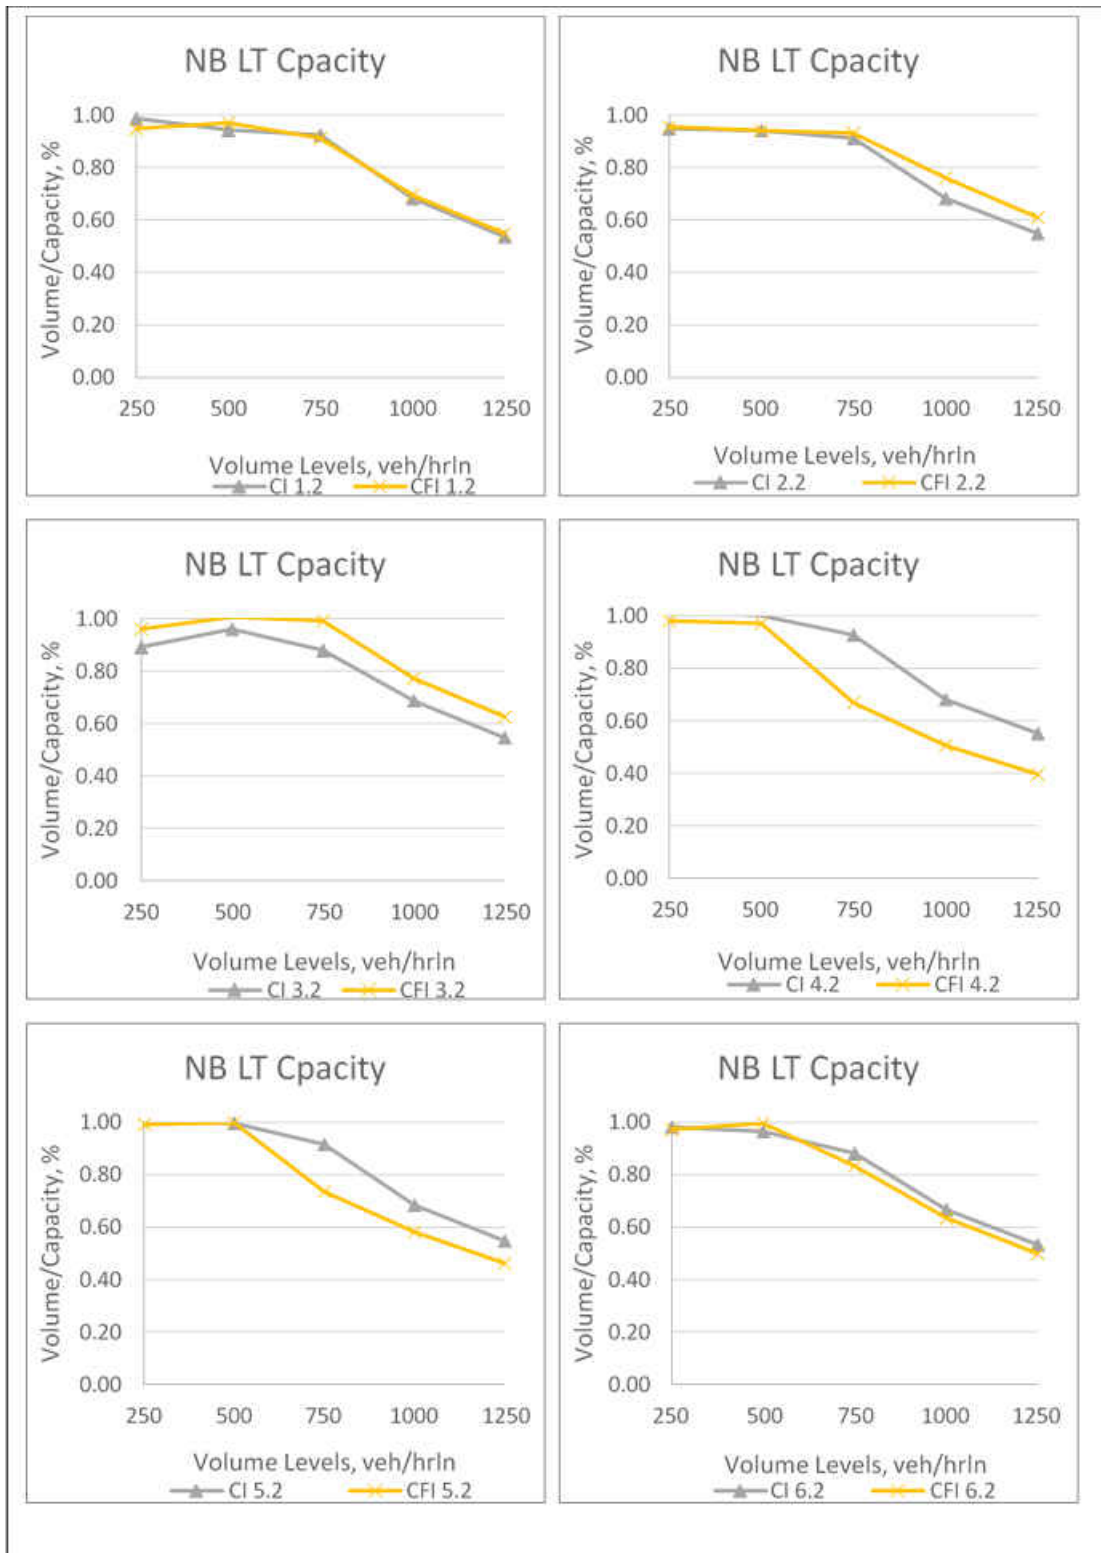 NB LT Cpacity
Volume/Capacity, %
1.00
0.80
0.60
0.40
0.20
0.00
250 500 750 1000 1250
Volume Levels, veh/hrln
CI 1.2 CFI 1.2
NB LT Cpacity
Volume/Capacity, %
1.00
0.80
0.60
0.40
0.20
0.00
250 500 750 1000 1250
Volume Levels, veh/hrln
CI 2.2 CFI 2.2
NB LT Cpacity
Volume/Capacity, %
1.00
0.80
0.60
0.40
0.20
0.00
250 500 750 1000 1250
Volume Levels, veh/hrln
CI 3.2 CFI 3.2
NB LT Cpacity
Volume/Capacity, %
1.00
0.80
0.60
0.40
0.20
0.00
250 500 750 1000 1250
Volume Levels, veh/hrln
CI 4.2 CFI 4.2
NB LT Cpacity
Volume/Capacity, %
1.00
0.80
0.60
0.40
0.20
0.00
250 500 750 1000 1250
Volume Levels, veh/hrln
CI 5.2 CFI 5.2
NB LT Cpacity
Volume/Capacity, %
1.00
0.80
0.60
0.40
0.20
0.00
250 500 750 1000 1250
Volume Levels, veh/hrln
CI 6.2 CFI 6.2